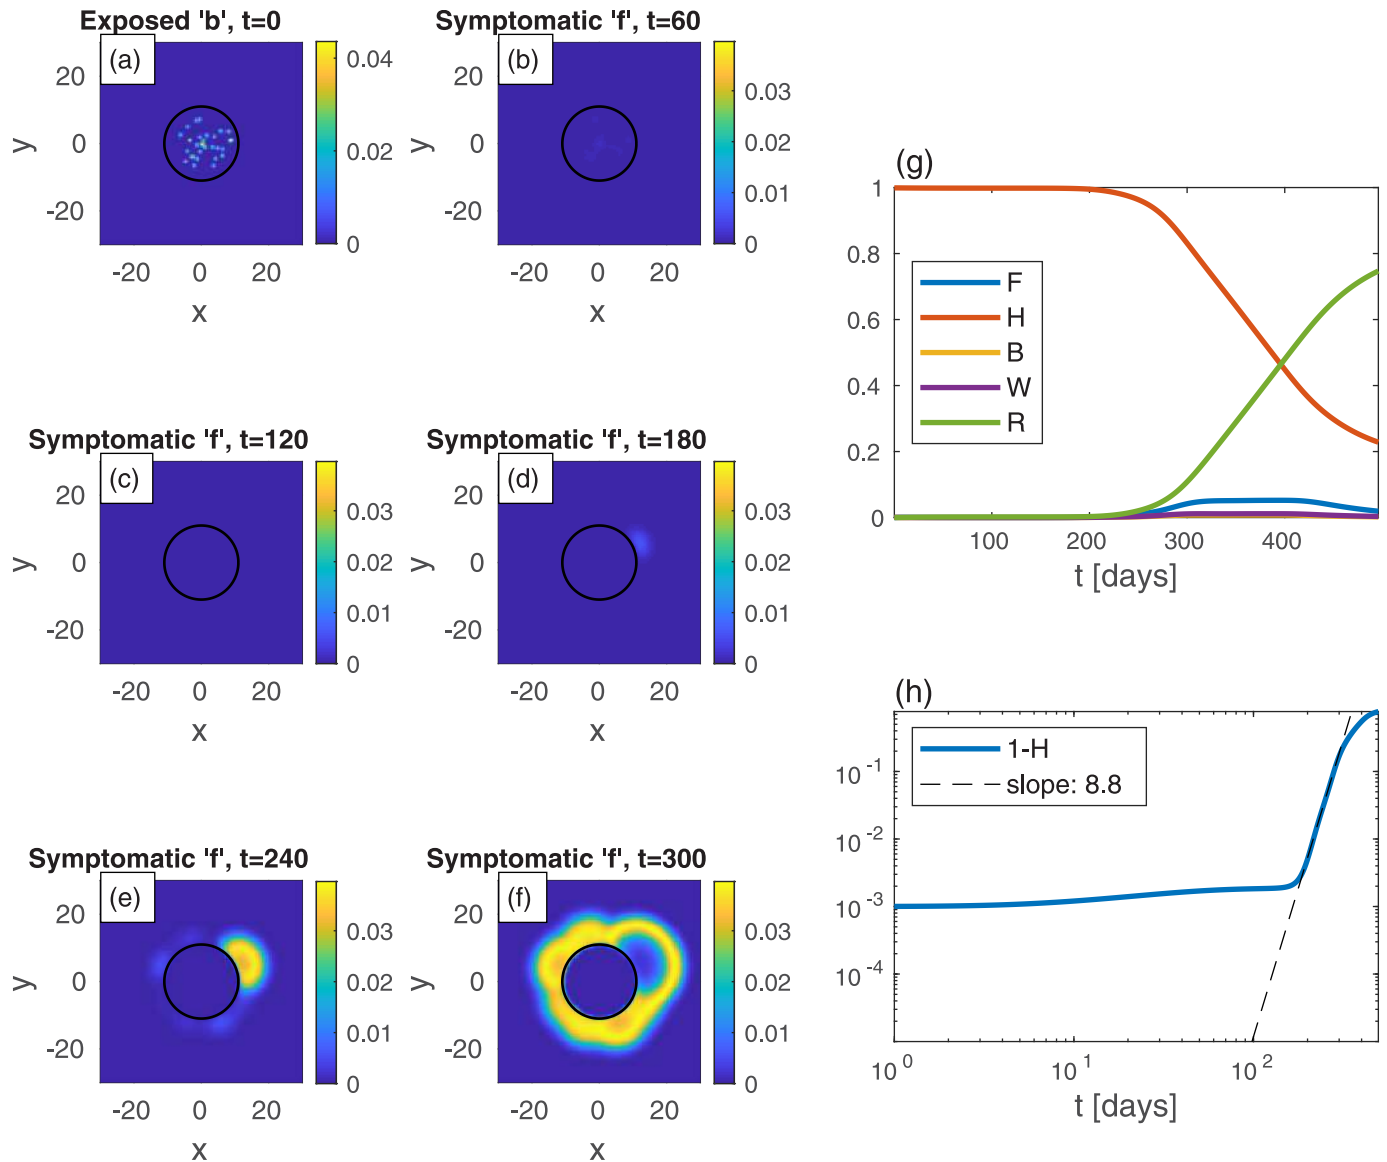 Exposed 'b', t=0
(a)
20
0
-20
y
-20 0 20
x
0.04
0.02
0
Symptomatic 'f', t=60
(b)
20
0
-20
y
-20 0 20
x
0.03
0.02
0.01
0
Symptomatic 'f', t=120
(c)
20
0
-20
y
-20 0 20
x
0.03
0.02
0.01
0
Symptomatic 'f', t=180
(d)
20
0
-20
y
-20 0 20
x
0.03
0.02
0.01
0
Symptomatic 'f', t=240
(e)
20
0
-20
y
-20 0 20
x
0.03
0.02
0.01
0
Symptomatic 'f', t=300
(f)
20
0
-20
y
-20 0 20
x
0.03
0.02
0.01
0
(g)
1
0.8
0.6
0.4
0.2
0
F
H
B
W
R
100 200 300 400
t [days]
(h)
10^-1
10^-2
10^-3
10^-4
1-H
slope: 8.8
10^0 10^1 10^2
t [days]